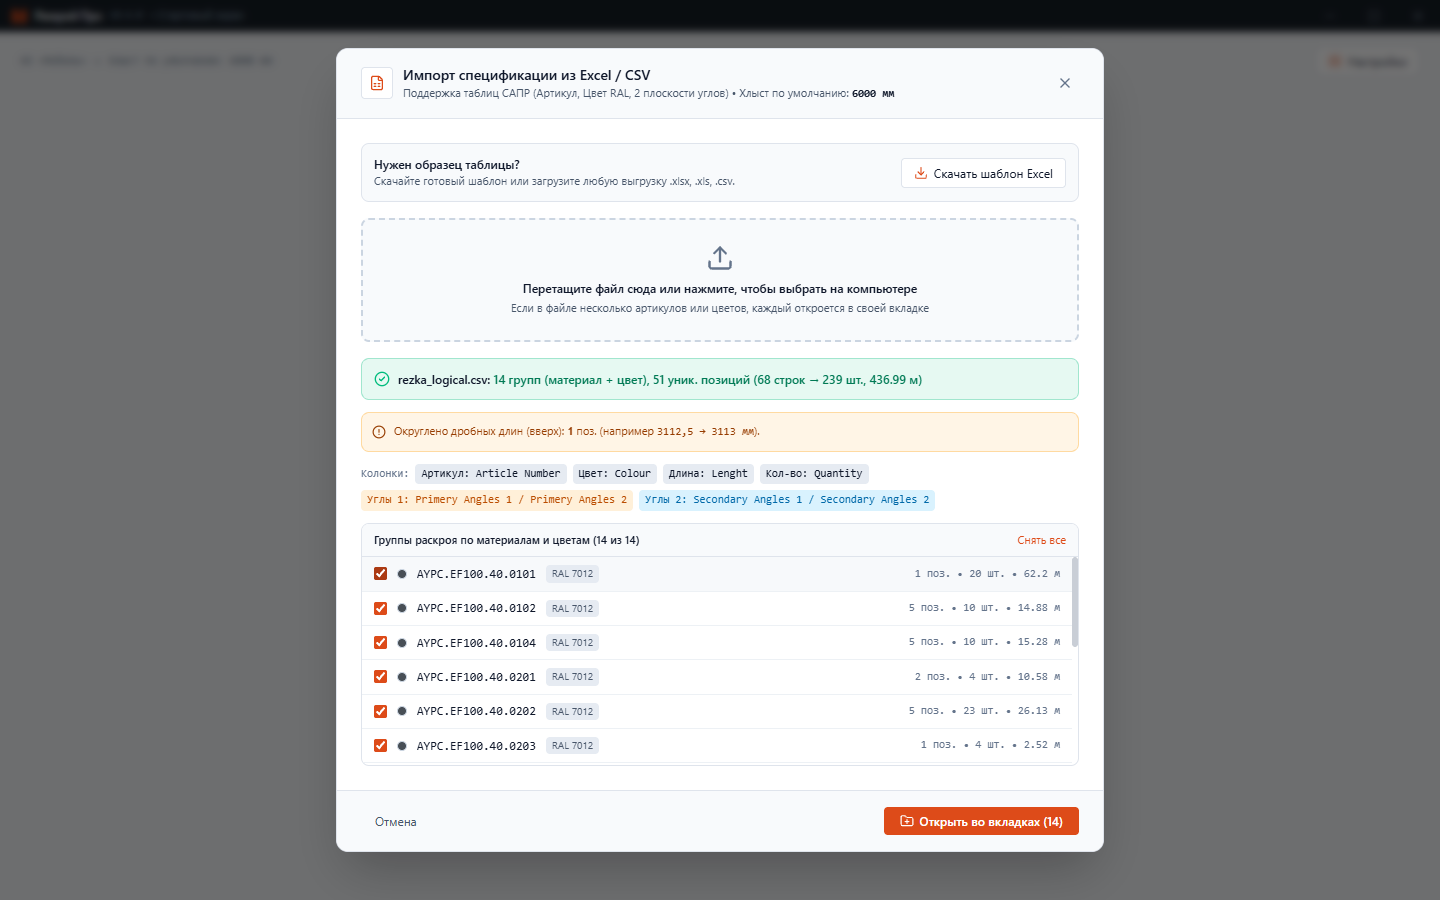 Импорт спецификации из Excel / CSV
Поддержка таблиц САПР (Артикул, Цвет RAL, 2 плоскости углов) • Хлыст по умолчанию: 6000 мм
Нужен образец таблицы?
Скачайте готовый шаблон или загрузите любую выгрузку .xlsx, .xls, .csv.
Скачать шаблон Excel
Перетащите файл сюда или нажмите, чтобы выбрать на компьютере
Если в файле несколько артикулов или цветов, каждый откроется в своей вкладке
rezka_logical.csv: 14 групп (материал + цвет), 51 уник. позиций (68 строк → 239 шт., 436.99 м)
Округлено дробных длин (вверх): 1 поз. (например 3112,5 → 3113 мм).
Колонки: Артикул: Article Number Цвет: Colour Длина: Lenght Кол-во: Quantity
Углы 1: Primery Angles 1 / Primery Angles 2 Углы 2: Secondary Angles 1 / Secondary Angles 2
Группы раскроя по материалам и цветам (14 из 14) Снять все
AYPC.EF100.40.0101 RAL 7012 1 поз. • 20 шт. • 62.2 м
AYPC.EF100.40.0102 RAL 7012 5 поз. • 10 шт. • 14.88 м
AYPC.EF100.40.0104 RAL 7012 5 поз. • 10 шт. • 15.28 м
AYPC.EF100.40.0201 RAL 7012 2 поз. • 4 шт. • 10.58 м
AYPC.EF100.40.0202 RAL 7012 5 поз. • 23 шт. • 26.13 м
AYPC.EF100.40.0203 RAL 7012 1 поз. • 4 шт. • 2.52 м
Отмена
Открыть во вкладках (14)